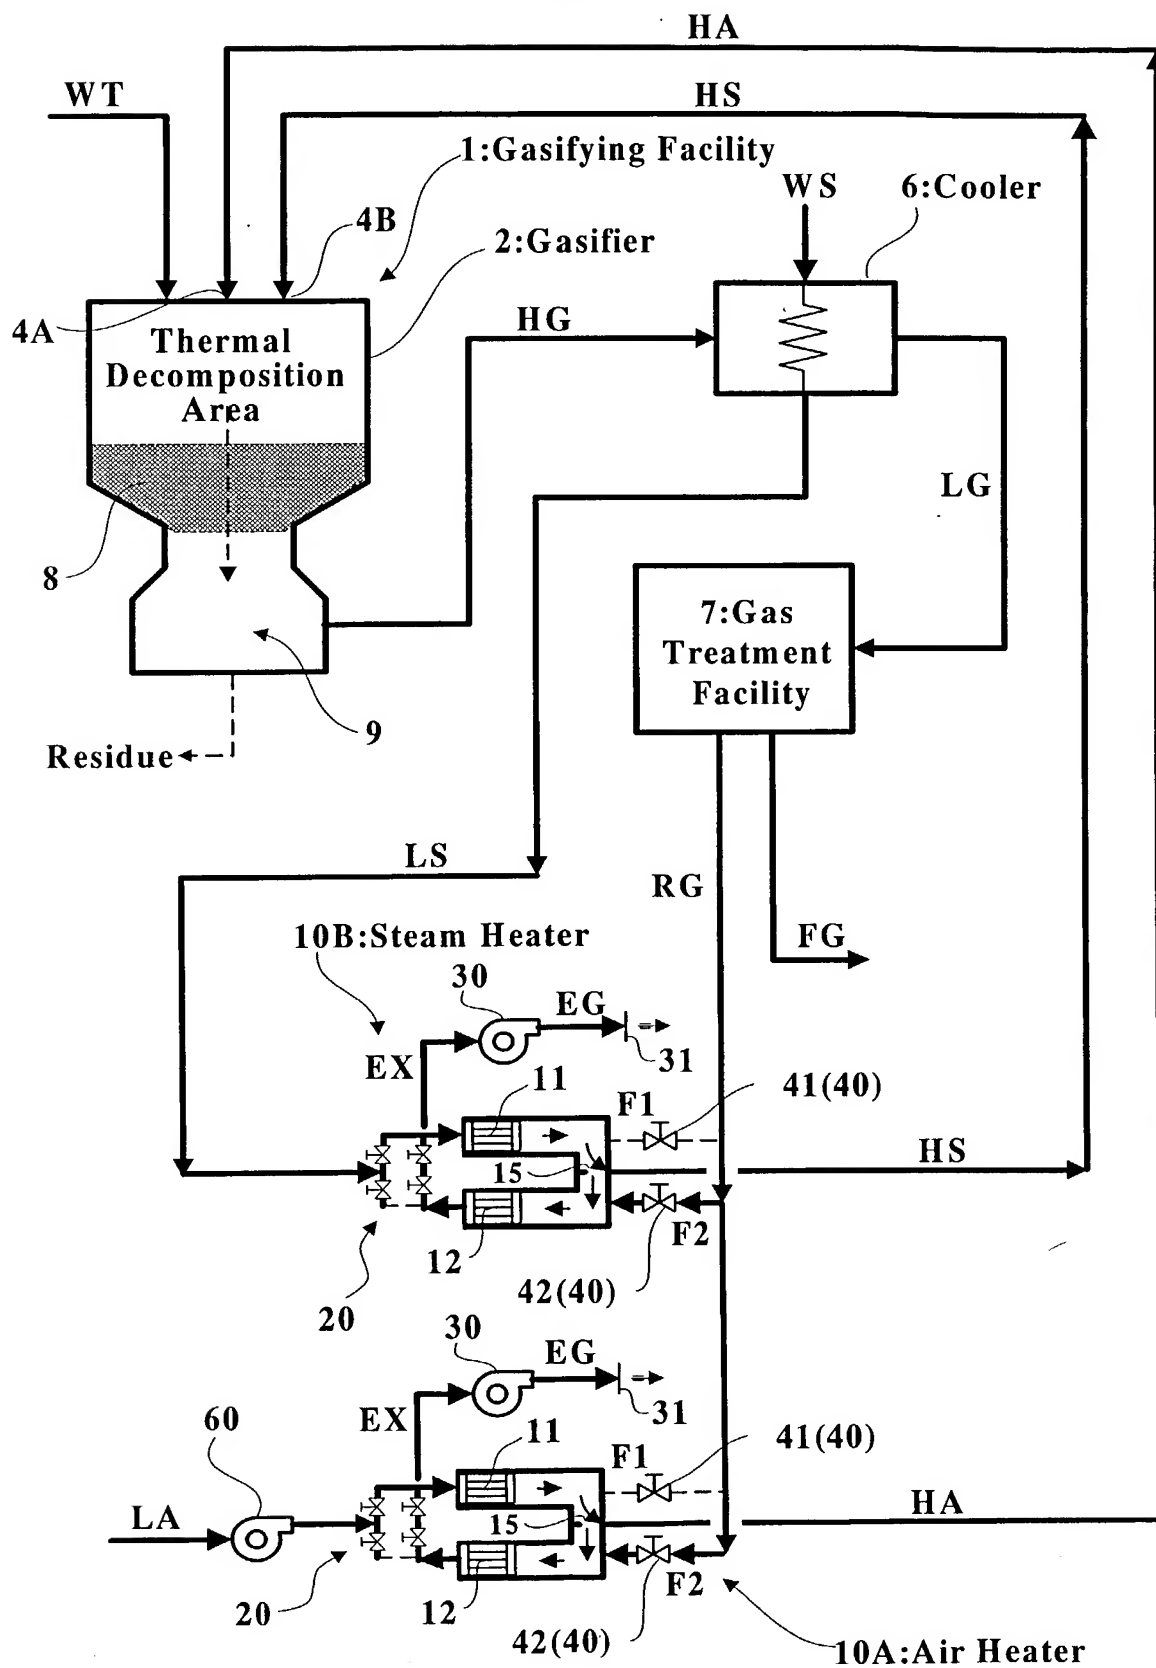 HA
WT
HS
1:Gasifying Facility
WS
6:Cooler
4B
2:Gasifier
4A
HG
Thermal
Decomposition
Area
LG
8
7:Gas
Treatment
Facility
9
Residue
LS
RG
10B:Steam Heater
FG
30
EG
EX
31
11
F1
41(40)
15
HS
12
F2
42(40)
20
30
EG
60
EX
31
11
F1
41(40)
LA
15
HA
20
12
F2
42(40)
10A:Air Heater